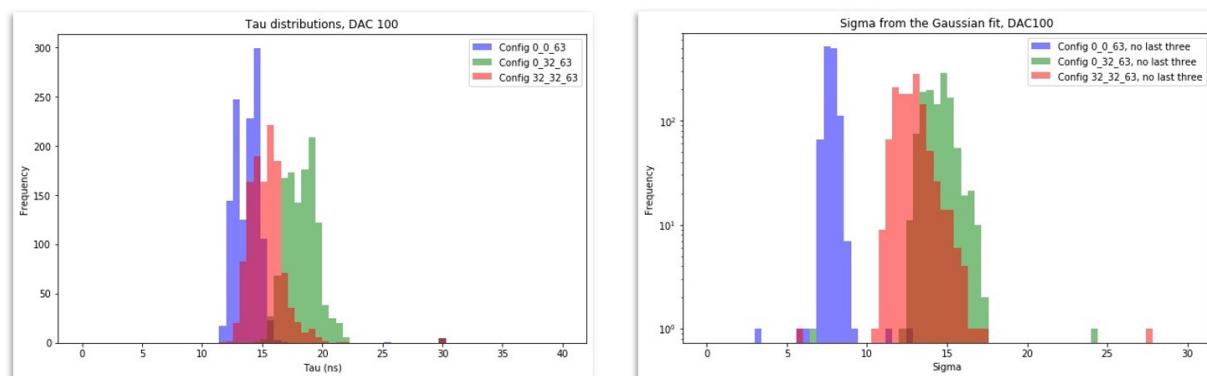 Tau distributions, DAC 100
300
250
200
150
100
50
0
Frequency
Config 0_0_63
Config 0_32_63
Config 32_32_63
0 5 10 15 20 25 30 35 40
Tau (ns)
Sigma from the Gaussian fit, DAC100
10²
10¹
10⁰
Frequency
Config 0_0_63, no last three
Config 0_32_63, no last three
Config 32_32_63, no last three
0 5 10 15 20 25 30
Sigma